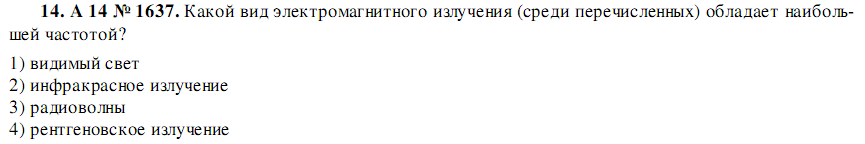 14. А 14 № 1637. Какой вид электромагнитного излучения (среди перечисленных) обладает наиболь-
шей частотой?
1) видимый свет
2) инфракрасное излучение
3) радиоволны
4) рентгеновское излучение